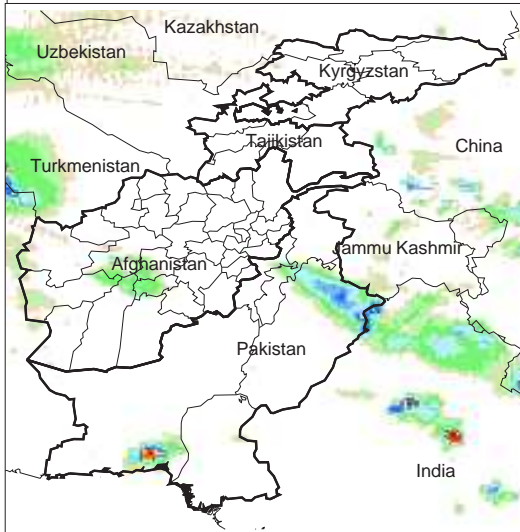 Kazakhstan
Uzbekistan
Kyrgyzstan
Tajikistan
China
Turkmenistan
Jammu Kashmir
Afghanistan
Pakistan
India